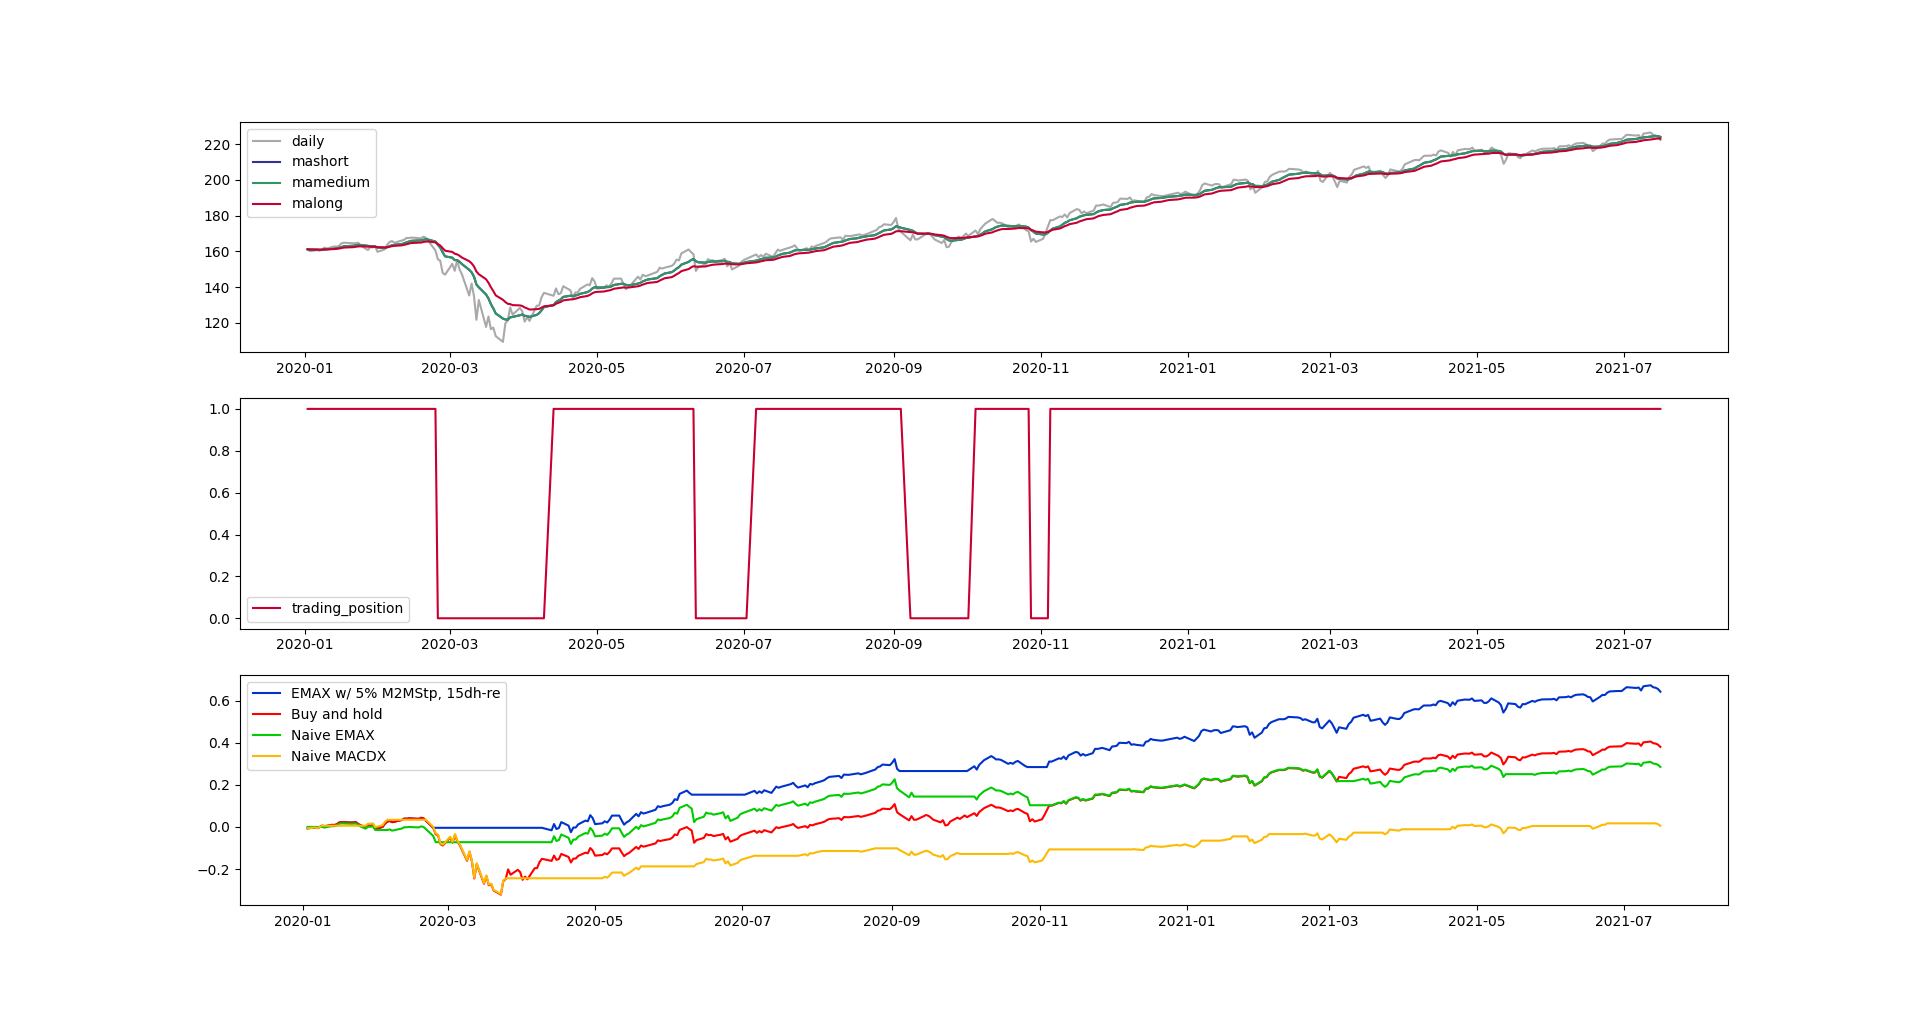 daily
mashort
mamedium
malong
220
200
180
160
140
120
2020-01 2020-03 2020-05 2020-07 2020-09 2020-11 2021-01 2021-03 2021-05 2021-07
1.0
0.8
0.6
0.4
0.2
0.0
trading_position
2020-01 2020-03 2020-05 2020-07 2020-09 2020-11 2021-01 2021-03 2021-05 2021-07
EMAX w/ 5% M2MStp, 15dh-re
Buy and hold
Naive EMAX
Naive MACDX
0.6
0.4
0.2
0.0
−0.2
2020-01 2020-03 2020-05 2020-07 2020-09 2020-11 2021-01 2021-03 2021-05 2021-07